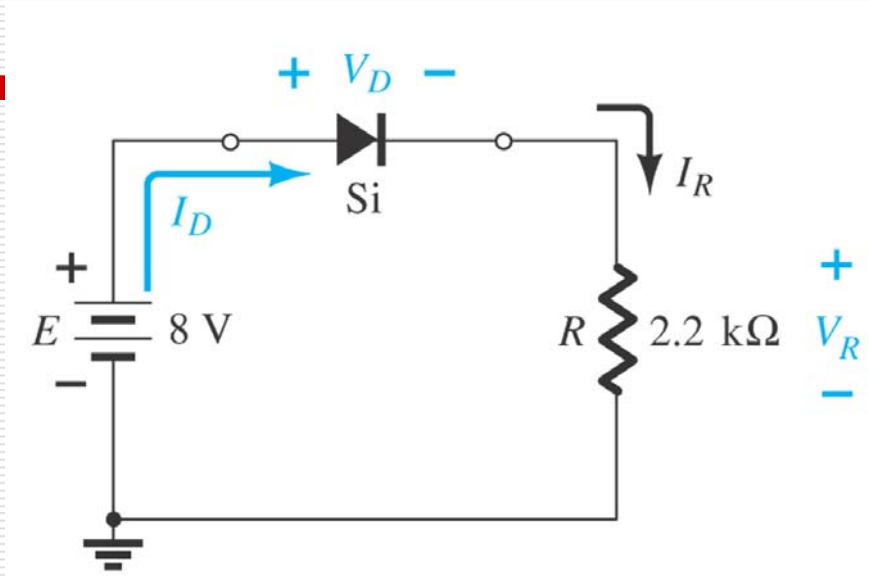 + V_D −
I_R
Si
I_D
+
E 8 V
−
+
R 2.2 kΩ V_R
−